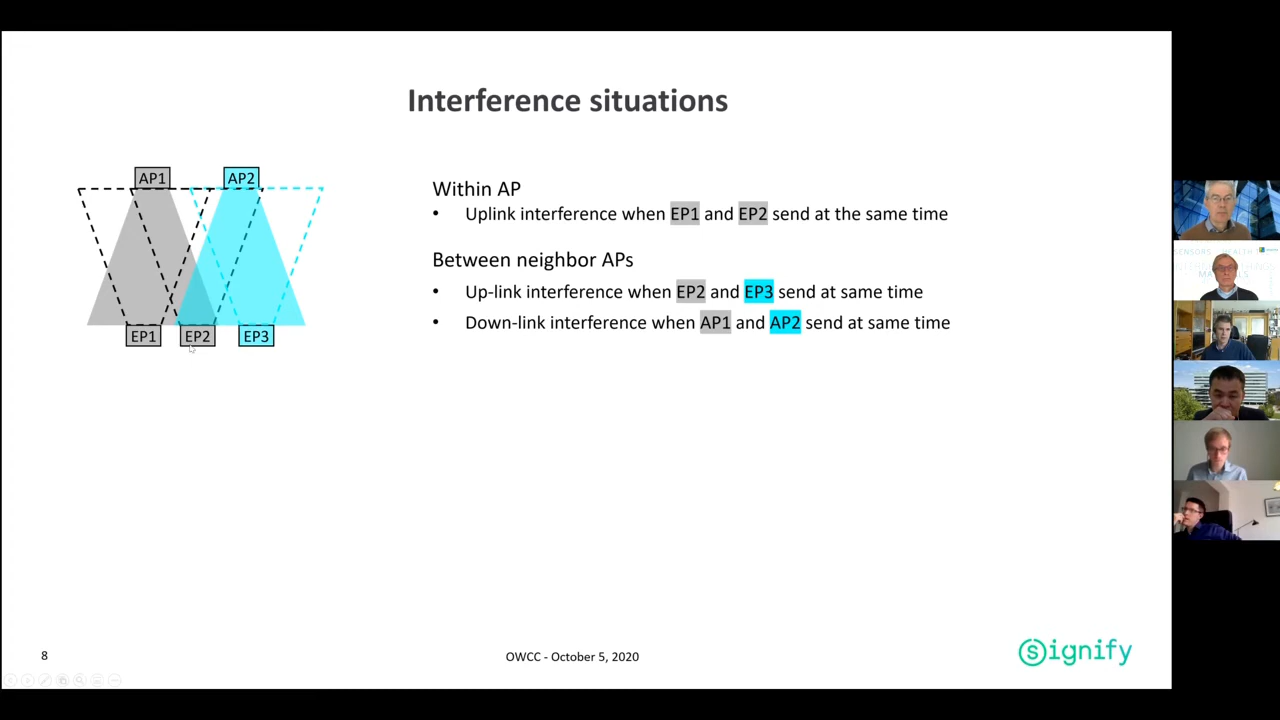 Interference situations
AP1
AP2
EP1
EP2
EP3
Within AP
• Uplink interference when EP1 and EP2 send at the same time
Between neighbor APs
• Up-link interference when EP2 and EP3 send at same time
• Down-link interference when AP1 and AP2 send at same time
8
OWCC - October 5, 2020
signify